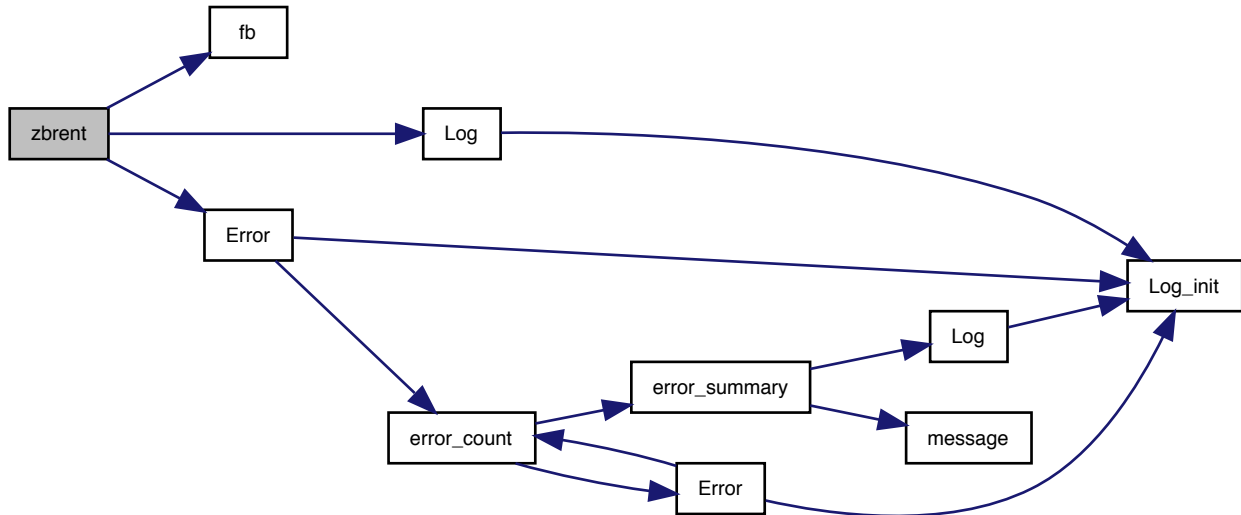 fb
zbrent
Log
Error
Log_init
Log
error_summary
error_count
message
Error